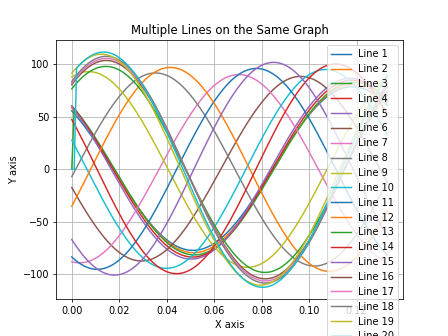 Multiple Lines on the Same Graph
Y axis
100
50
0
−50
−100
0.00
0.02
0.04
0.06
0.08
0.10
X axis
Line 1
Line 2
Line 3
Line 4
Line 5
Line 6
Line 7
Line 8
Line 9
Line 10
Line 11
Line 12
Line 13
Line 14
Line 15
Line 16
Line 17
Line 18
Line 19
Line 20